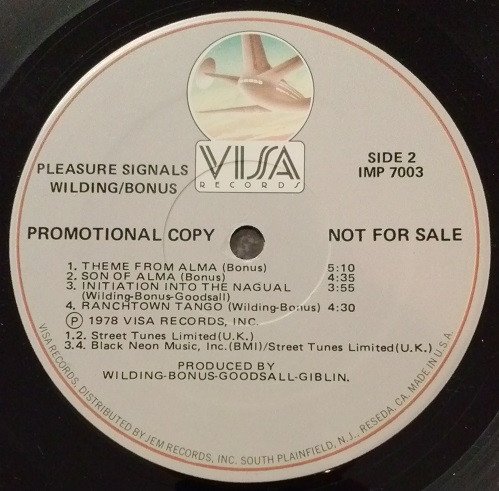 VISA
RECORDS
PLEASURE SIGNALS
WILDING/BONUS
SIDE 2
IMP 7003
PROMOTIONAL COPY
NOT FOR SALE
1. THEME FROM ALMA (Bonus) 5:10
2. SON OF ALMA (Bonus) 4:35
3. INITIATION INTO THE NAGUAL 3:55
(Wilding-Bonus-Goodsall)
4. RANCHTOWN TANGO (Wilding-Bonus) 4:30
Ⓟ 1978 VISA RECORDS, INC.
1.2. Street Tunes Limited (U.K.)
3.4. Black Neon Music, Inc. (BMI)/Street Tunes Limited (U.K.)
PRODUCED BY
WILDING-BONUS-GOODSALL-GIBLIN.
VISA RECORDS, DISTRIBUTED BY JEM RECORDS, INC. SOUTH PLAINFIELD, N.J., RESEDA, CA. MADE IN U.S.A.